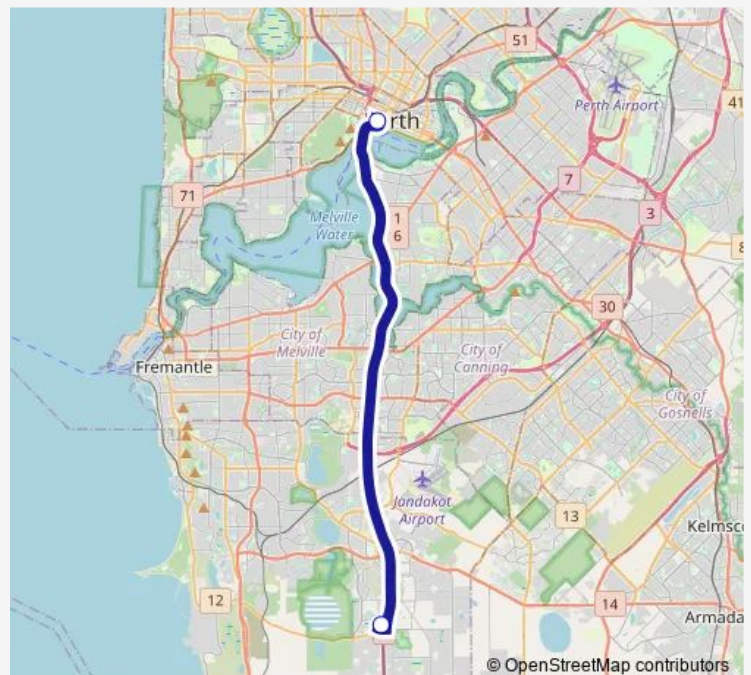 51
Perth Airport
41
rth
7
71
3
1
6
Melville
Water
8
30
City of
Melville
City of
Canning
Fremantle
City of
Gosnells
Jandakot
Airport
13
Kelmsc
12
14
Armada
© OpenStreetMap contributors